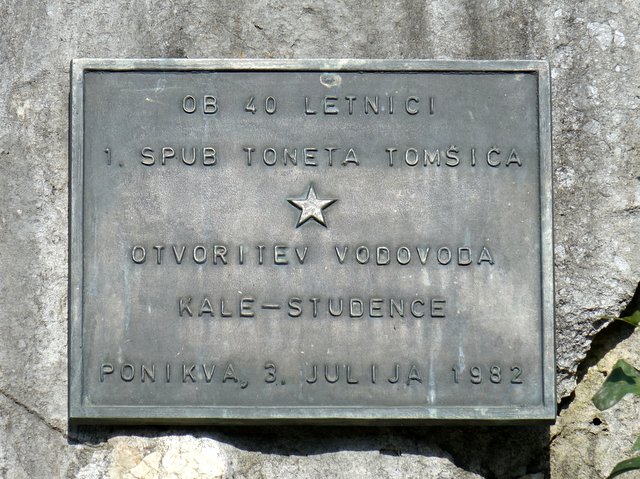 OB 40 LETNICI
1. SPUB TONETA TOMŠIČA
OTVORITEV VODOVODA
KALE-STUDENCE
PONIKVA, 3. JULIJA 1982